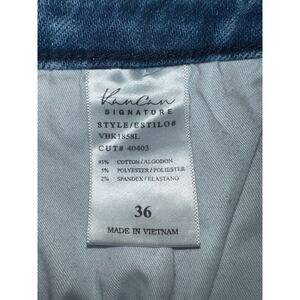 KanCan
SIGNATURE
STYLE/ESTILO#
VBK1858L
CUT# 40403
93% COTTON/ALGODON
5% POLYESTER/POLIESTER
2% SPANDEX/ELASTANO
36
MADE IN VIETNAM